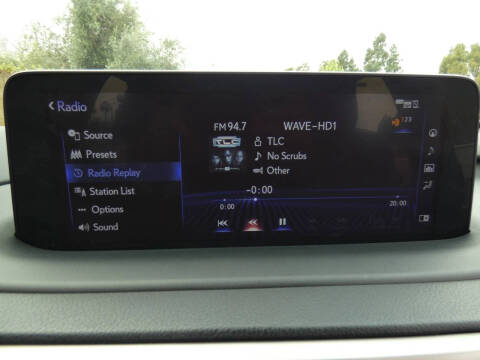 Radio
FM 94.7 WAVE-HD1
Source
TLC
TLC
Presets
No Scrubs
Radio Replay
Other
Station List
-0:00
Options
0:00 20:00
Sound